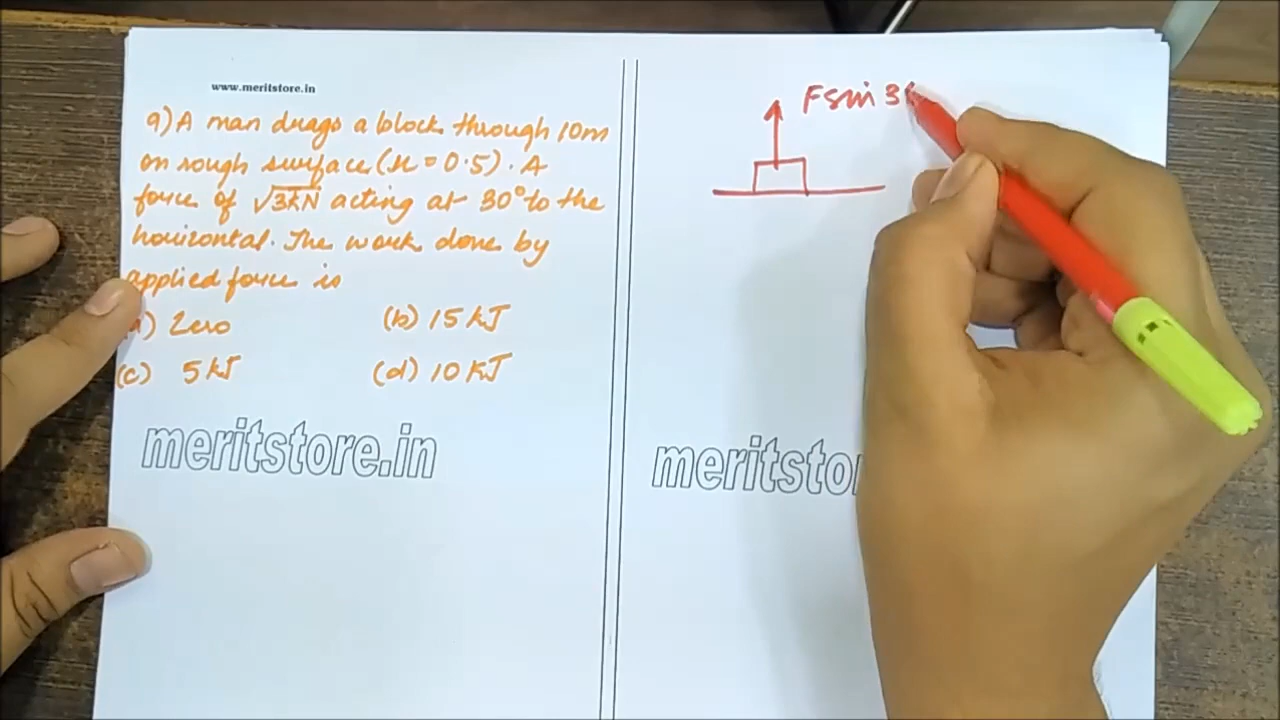 www.meritstore.in
9) A man drags a block through 10m
on rough surface (μ = 0.5). A
force of √3kN acting at 30° to the
horizontal. The work done by
applied force is
a) Zero (b) 15 kJ
(c) 5 kJ (d) 10 KJ
meritstore.in
F sin 30
meritstor